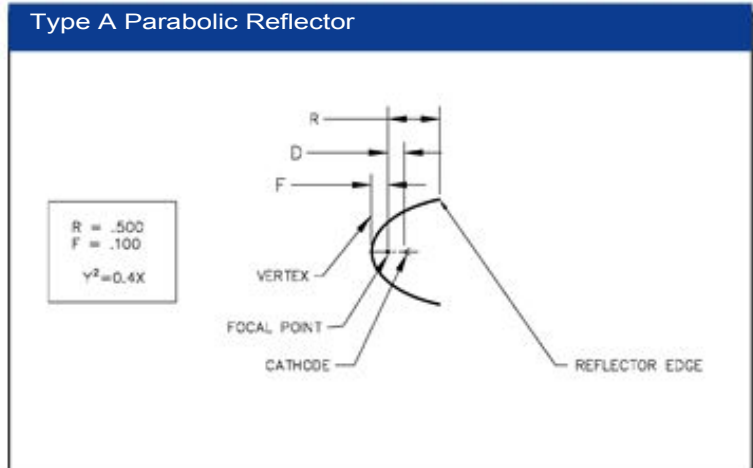 Type A Parabolic Reflector
R
D
F
R = .500
F = .100
Y²=0.4X
VERTEX
FOCAL POINT
CATHODE
REFLECTOR EDGE